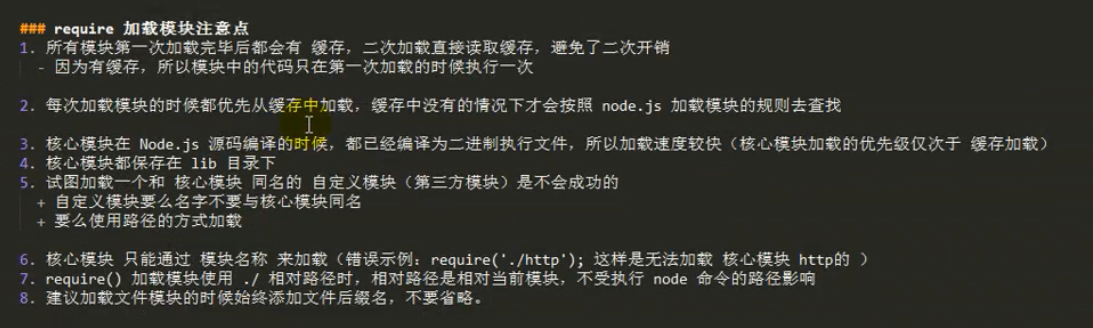 ### require 加载模块注意点
1. 所有模块第一次加载完毕后都会有 缓存，二次加载直接读取缓存，避免了二次开销
- 因为有缓存，所以模块中的代码只在第一次加载的时候执行一次
2. 每次加载模块的时候都优先从缓存中加载，缓存中没有的情况下才会按照 node.js 加载模块的规则去查找
3. 核心模块在 Node.js 源码编译的时候，都已经编译为二进制执行文件，所以加载速度较快（核心模块加载的优先级仅次于 缓存加载）
4. 核心模块都保存在 lib 目录下
5. 试图加载一个和 核心模块 同名的 自定义模块（第三方模块）是不会成功的
+ 自定义模块要么名字不要与核心模块同名
+ 要么使用路径的方式加载
6. 核心模块 只能通过 模块名称 来加载（错误示例：require('./http'); 这样是无法加载 核心模块 http的 ）
7. require() 加载模块使用 ./ 相对路径时，相对路径是相对当前模块，不受执行 node 命令的路径影响
8. 建议加载文件模块的时候始终添加文件后缀名，不要省略。